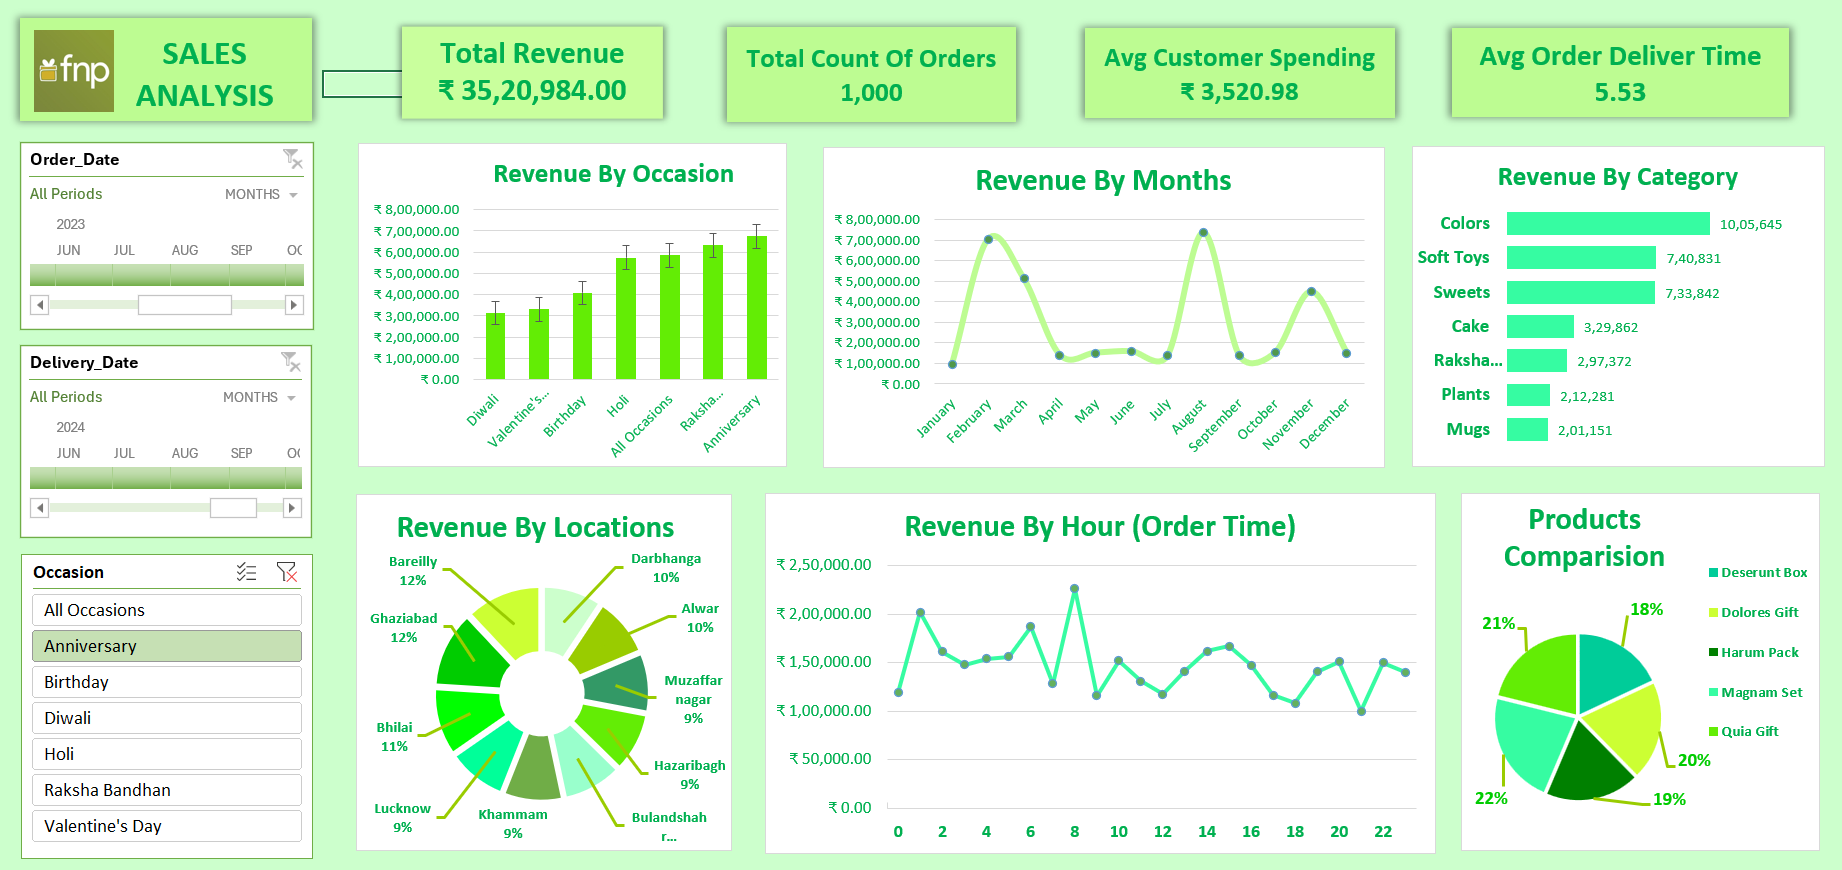 fnp
SALES
ANALYSIS
Total Revenue
₹ 35,20,984.00
Total Count Of Orders
1,000
Avg Customer Spending
₹ 3,520.98
Avg Order Deliver Time
5.53
Order_Date
All Periods
MONTHS
2023
JUN JUL AUG SEP OC
Delivery_Date
All Periods
MONTHS
2024
JUN JUL AUG SEP OC
Occasion
All Occasions
Anniversary
Birthday
Diwali
Holi
Raksha Bandhan
Valentine's Day
Revenue By Occasion
₹ 8,00,000.00
₹ 7,00,000.00
₹ 6,00,000.00
₹ 5,00,000.00
₹ 4,00,000.00
₹ 3,00,000.00
₹ 2,00,000.00
₹ 1,00,000.00
₹ 0.00
Diwali
Valentine's...
Birthday
Holi
All Occasions
Raksha...
Anniversary
Revenue By Months
₹ 8,00,000.00
₹ 7,00,000.00
₹ 6,00,000.00
₹ 5,00,000.00
₹ 4,00,000.00
₹ 3,00,000.00
₹ 2,00,000.00
₹ 1,00,000.00
₹ 0.00
January
February
March
April
May
June
July
August
September
October
November
December
Revenue By Category
Colors 10,05,645
Soft Toys 7,40,831
Sweets 7,33,842
Cake 3,29,862
Raksha... 2,97,372
Plants 2,12,281
Mugs 2,01,151
Revenue By Locations
Darbhanga
10%
Alwar
10%
Muzaffar
nagar
9%
Hazaribagh
9%
Bulandshah
r...
Khammam
9%
Lucknow
9%
Bhilai
11%
Ghaziabad
12%
Bareilly
12%
Revenue By Hour (Order Time)
₹ 2,50,000.00
₹ 2,00,000.00
₹ 1,50,000.00
₹ 1,00,000.00
₹ 50,000.00
₹ 0.00
0 2 4 6 8 10 12 14 16 18 20 22
Products
Comparision
18%
20%
19%
22%
21%
Deserunt Box
Dolores Gift
Harum Pack
Magnam Set
Quia Gift